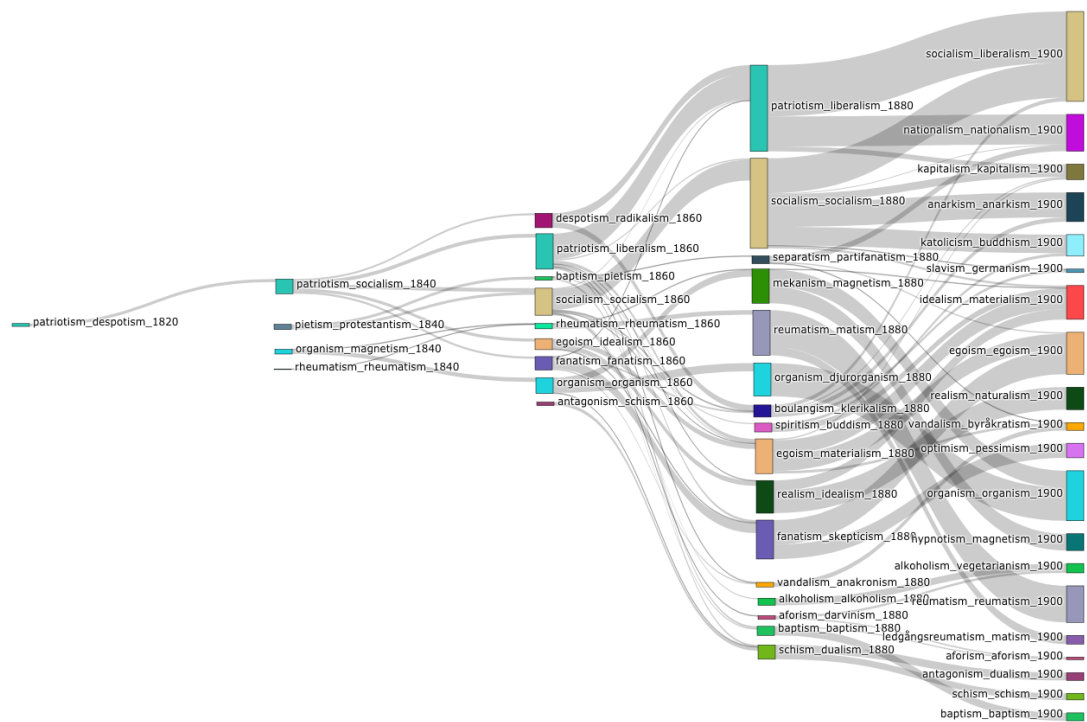 patriotism_despotism_1820
patriotism_socialism_1840
pietism_protestantism_1840
organism_magnetism_1840
rheumatism_rheumatism_1840
despotism_radikalism_1860
patriotism_liberalism_1860
baptism_pietism_1860
socialism_socialism_1860
rheumatism_rheumatism_1860
egoism_idealism_1860
fanatism_fanatism_1860
organism_organism_1860
antagonism_schism_1860
patriotism_liberalism_1880
socialism_socialism_1880
separatism_partifanatism_1880
mekanism_magnetism_1880
reumatism_matism_1880
organism_djurorganism_1880
boulangism_klerikalism_1880
spiritism_buddism_1880
egoism_materialism_1880
realism_idealism_1880
fanatism_skepticism_1880
vandalism_anakronism_1880
alkoholism_alkoholism_1880
aforism_darvinism_1880
baptism_baptism_1880
schism_dualism_1880
socialism_liberalism_1900
nationalism_nationalism_1900
kapitalism_kapitalism_1900
anarkism_anarkism_1900
katolicism_buddhism_1900
slavism_germanism_1900
idealism_materialism_1900
egoism_egoism_1900
realism_naturalism_1900
vandalism_byråkratism_1900
optimism_pessimism_1900
organism_organism_1900
hypnotism_magnetism_1900
alkoholism_vegetarianism_1900
reumatism_reumatism_1900
ledgångsreumatism_matism_1900
aforism_aforism_1900
antagonism_dualism_1900
schism_schism_1900
baptism_baptism_1900